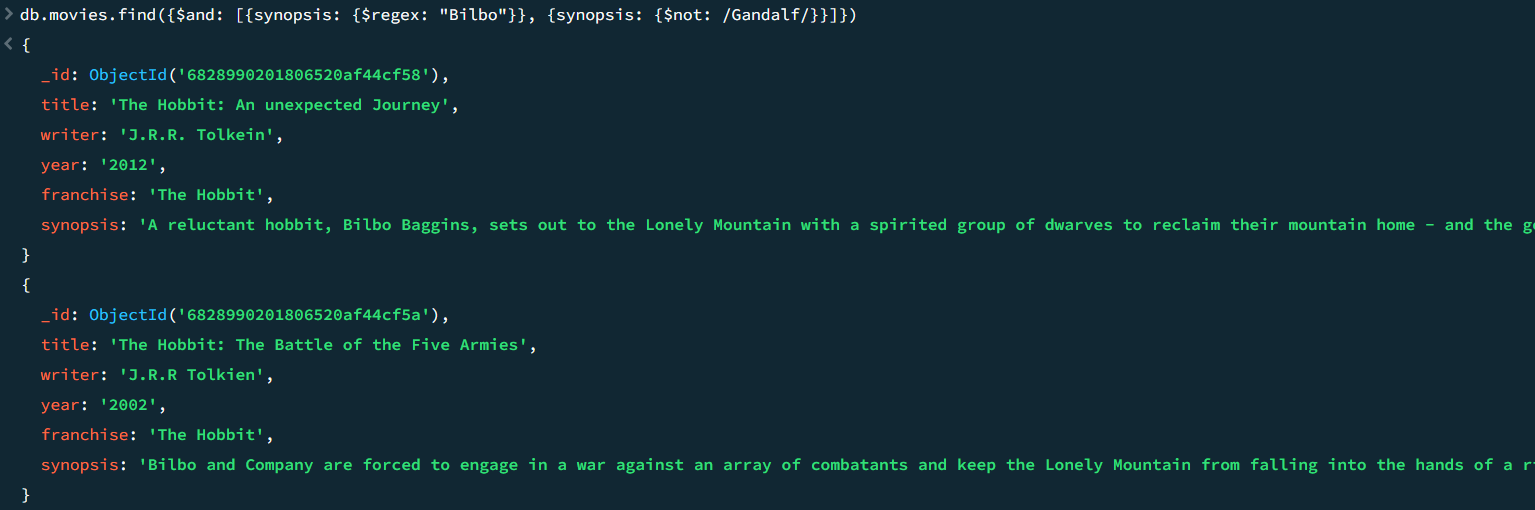 db.movies.find({$and: [{synopsis: {$regex: "Bilbo"}}, {synopsis: {$not: /Gandalf/}}]})
{
_id: ObjectId('6828990201806520af44cf58'),
title: 'The Hobbit: An unexpected Journey',
writer: 'J.R.R. Tolkein',
year: '2012',
franchise: 'The Hobbit',
synopsis: 'A reluctant hobbit, Bilbo Baggins, sets out to the Lonely Mountain with a spirited group of dwarves to reclaim their mountain home - and the
}
{
_id: ObjectId('6828990201806520af44cf5a'),
title: 'The Hobbit: The Battle of the Five Armies',
writer: 'J.R.R Tolkien',
year: '2002',
franchise: 'The Hobbit',
synopsis: 'Bilbo and Company are forced to engage in a war against an array of combatants and keep the Lonely Mountain from falling into the hands of a
}